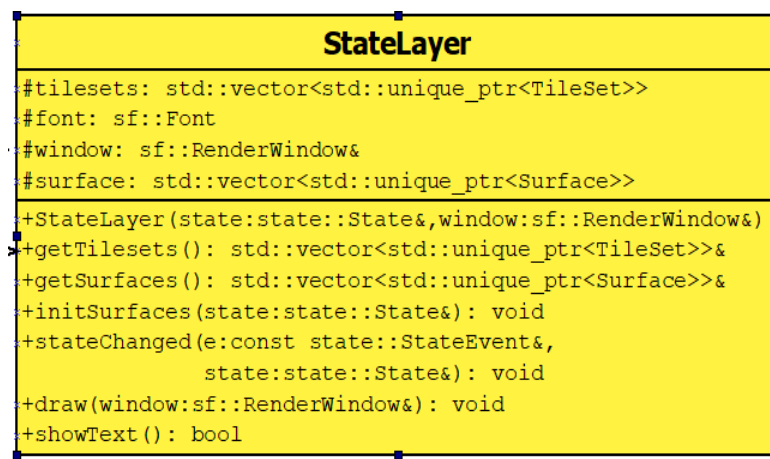 StateLayer
#tilesets: std::vector<std::unique_ptr<TileSet>>
#font: sf::Font
#window: sf::RenderWindow&
#surface: std::vector<std::unique_ptr<Surface>>
+StateLayer(state:state::State&,window:sf::RenderWindow&)
+getTilesets(): std::vector<std::unique_ptr<TileSet>>&
+getSurfaces(): std::vector<std::unique_ptr<Surface>>&
+initSurfaces(state:state::State&): void
+stateChanged(e:const state::StateEvent&,
state:state::State&): void
+draw(window:sf::RenderWindow&): void
+showText(): bool